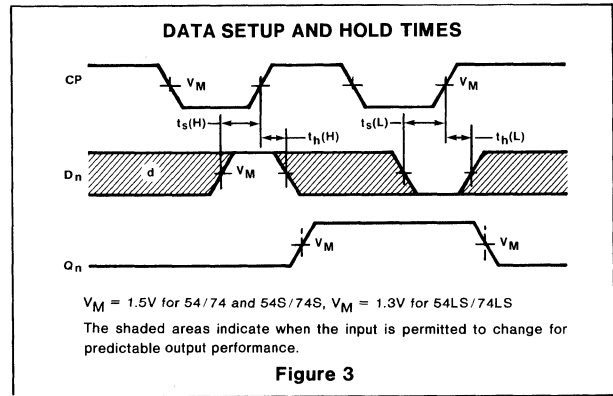 DATA SETUP AND HOLD TIMES
CP
VM
VM
ts(H)
th(H)
ts(L)
th(L)
Dn
d
VM
Qn
VM
VM
VM = 1.5V for 54/74 and 54S/74S, VM = 1.3V for 54LS/74LS
The shaded areas indicate when the input is permitted to change for
predictable output performance.
Figure 3